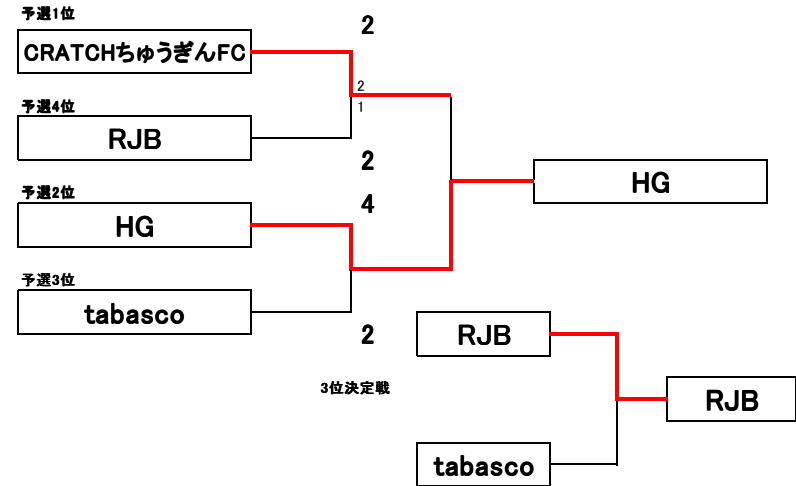 予選1位
2
CRATCHちゅうぎんFC
2
予選4位
1
RJB
2
予選2位
4
HG
HG
予選3位
tabasco
2
RJB
3位決定戦
RJB
tabasco